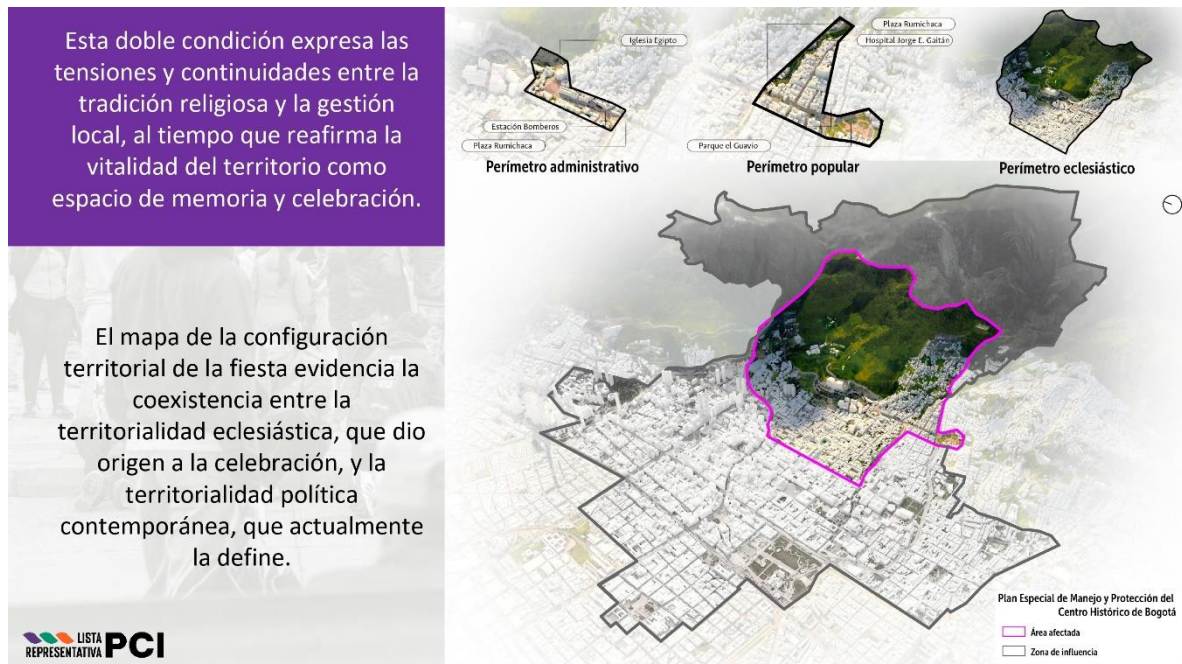 Esta doble condición expresa las
tensiones y continuidades entre la
tradición religiosa y la gestión
local, al tiempo que reafirma la
vitalidad del territorio como
espacio de memoria y celebración.
El mapa de la configuración
territorial de la fiesta evidencia la
coexistencia entre la
territorialidad eclesiástica, que dio
origen a la celebración, y la
territorialidad política
contemporánea, que actualmente
la define.
LISTA
REPRESENTATIVA PCI
Iglesia Egipto
Estación Bomberos
Plaza Rumichaca
Perímetro administrativo
Plaza Rumichaca
Hospital Jorge E. Gaitán
Parque el Guavio
Perímetro popular
Perímetro eclesiástico
Plan Especial de Manejo y Protección del
Centro Histórico de Bogotá
Área afectada
Zona de influencia